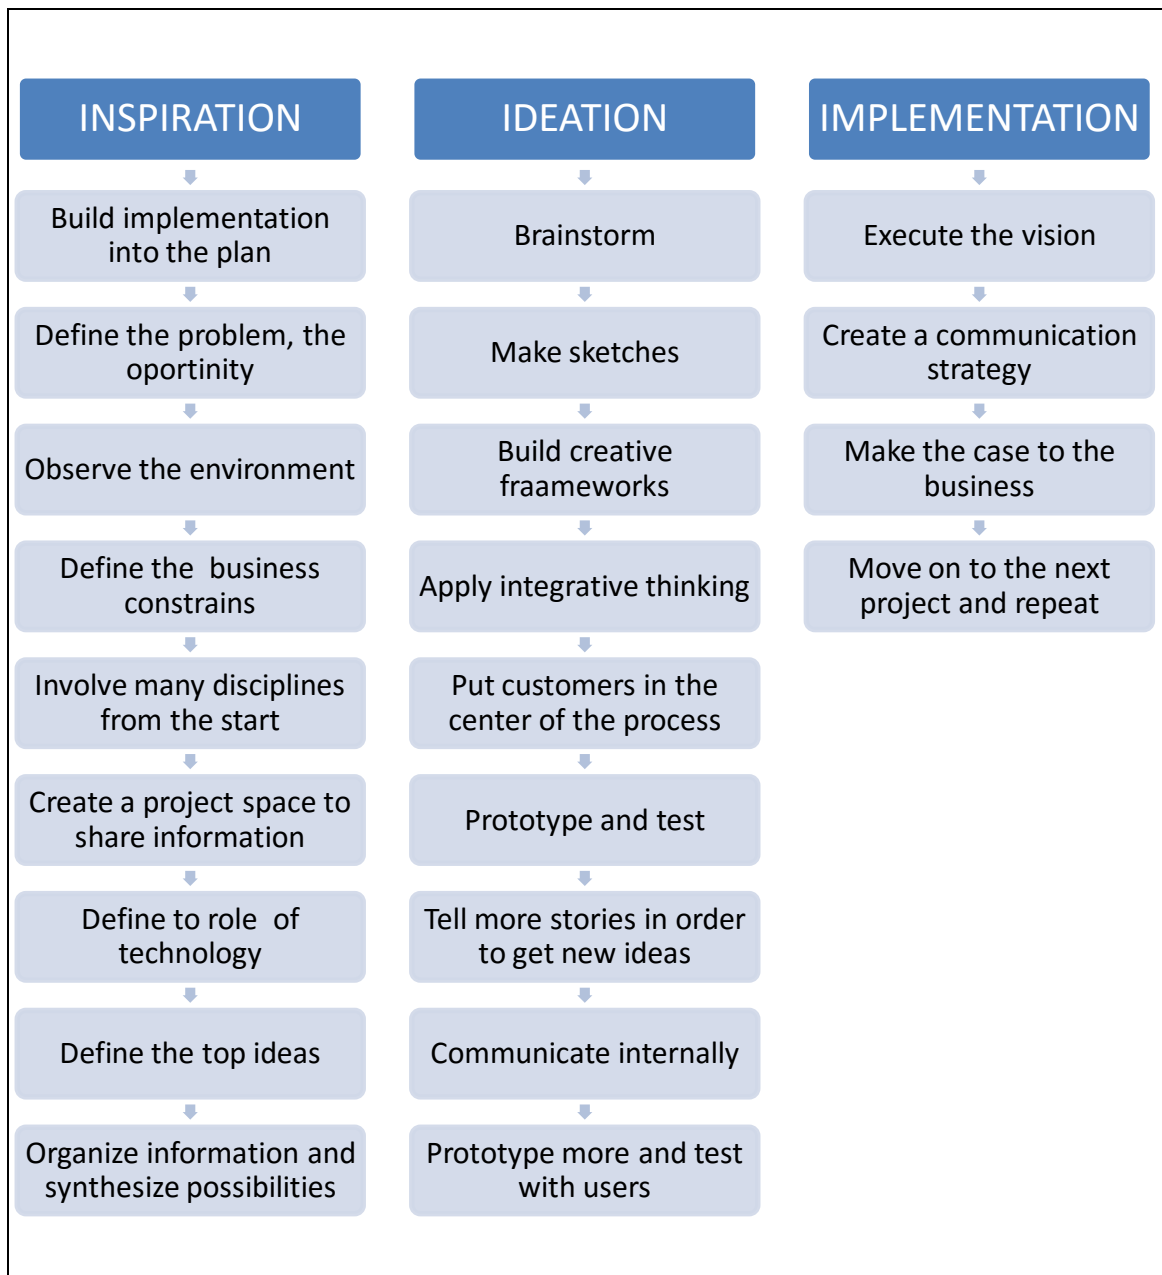 INSPIRATION
Build implementation
into the plan
Define the problem, the
oportinity
Observe the environment
Define the  business
constrains
Involve many disciplines
from the start
Create a project space to
share information
Define to role  of
technology
Define the top ideas
Organize information and
synthesize possibilities
IDEATION
Brainstorm
Make sketches
Build creative
fraameworks
Apply integrative thinking
Put customers in the
center of the process
Prototype and test
Tell more stories in order
to get new ideas
Communicate internally
Prototype more and test
with users
IMPLEMENTATION
Execute the vision
Create a communication
strategy
Make the case to the
business
Move on to the next
project and repeat